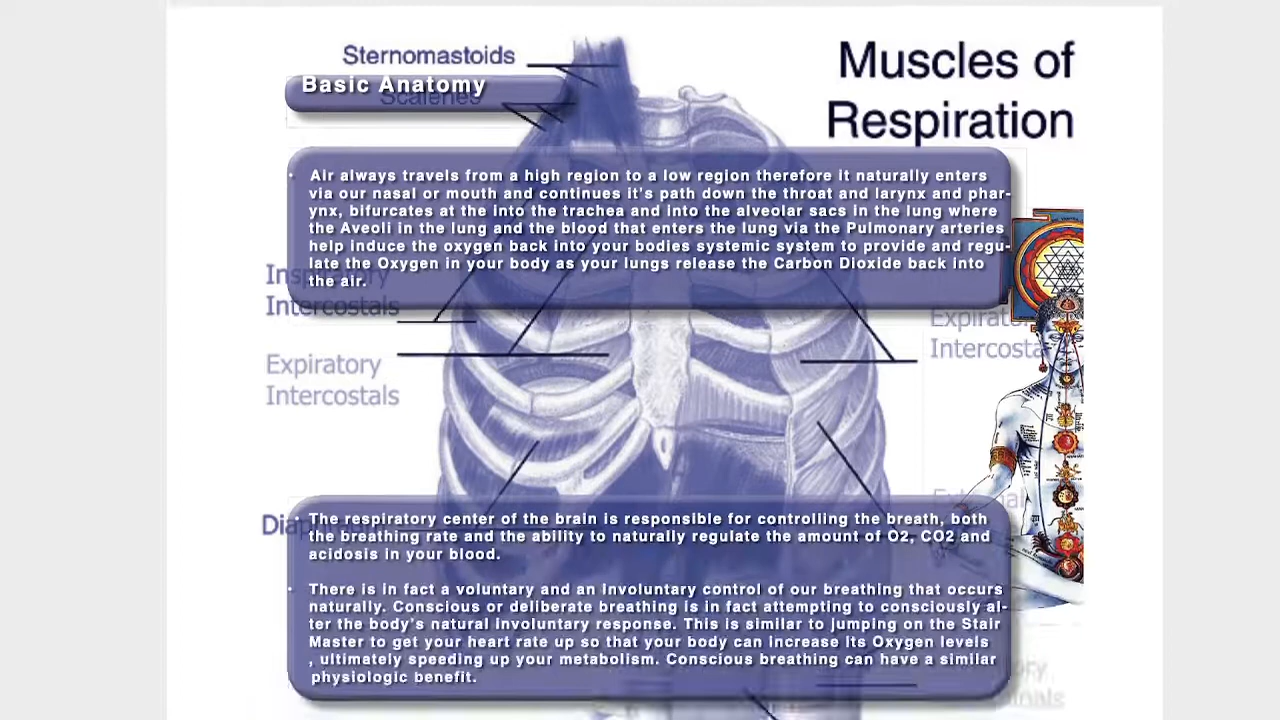 Sternomastoids
Muscles of
Respiration
Basic Anatomy
Scalenes
• Air always travels from a high region to a low region therefore it naturally enters
via our nasal or mouth and continues it's path down the throat and larynx and phar-
ynx, bifurcates at the into the trachea and into the alveolar sacs in the lung where
the Aveoli in the lung and the blood that enters the lung via the Pulmonary arteries
help induce the oxygen back into your bodies systemic system to provide and regu-
late the Oxygen in your body as your lungs release the Carbon Dioxide back into
the air.
Inspiratory
Intercostals
Expiratory
Intercostals
Expirato
Intercosta
Dia
• The respiratory center of the brain is responsible for controlling the breath, both
the breathing rate and the ability to naturally regulate the amount of O2, CO2 and
acidosis in your blood.
• There is in fact a voluntary and an Involuntary control of our breathing that occurs
naturally. Conscious or deliberate breathing is in fact attempting to consciously al-
ter the body's natural involuntary response. This is similar to jumping on the Stair
Master to get your heart rate up so that your body can increase its Oxygen levels
, ultimately speeding up your metabolism. Conscious breathing can have a similar
physiologic benefit.